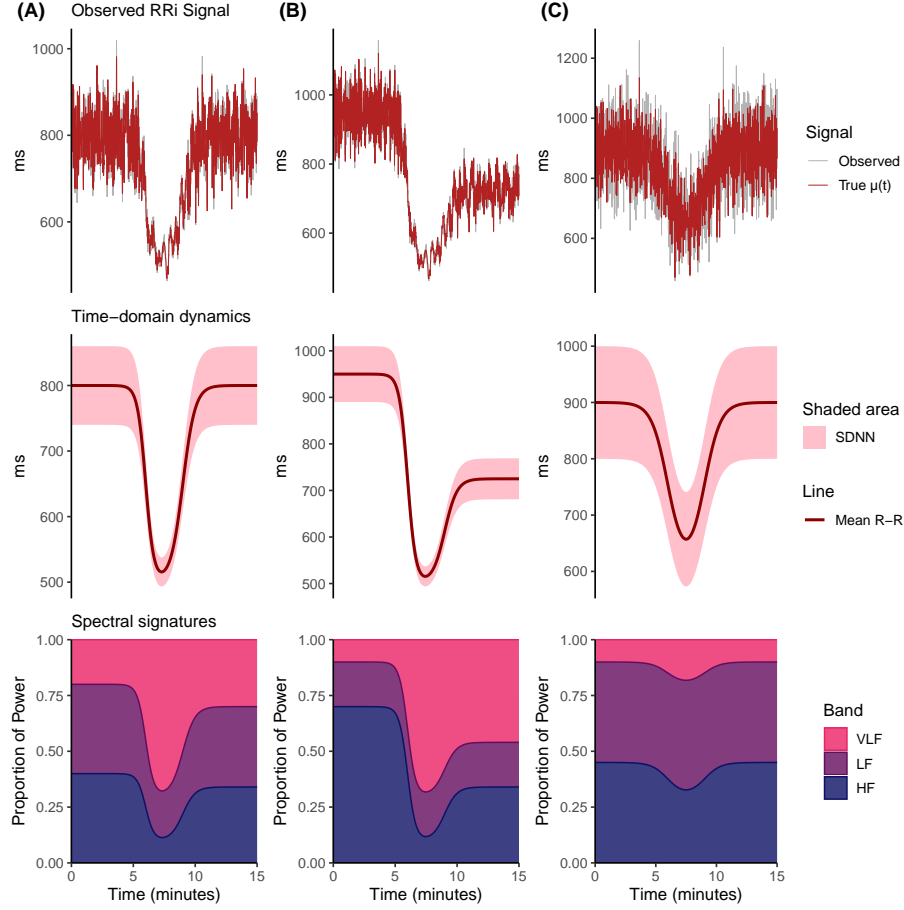 (A) Observed RRi Signal (B) (C)
ms
1000
800
600
ms
1000
800
600
ms
1200
1000
800
600
Signal
Observed
True μ(t)
Time−domain dynamics
ms
800
700
600
500
ms
1000
900
800
700
600
500
ms
1000
900
800
700
600
Shaded area
SDNN
Line
Mean R−R
Spectral signatures
Proportion of Power
1.00
0.75
0.50
0.25
0.00
0 5 10 15
Time (minutes)
Proportion of Power
1.00
0.75
0.50
0.25
0.00
0 5 10 15
Time (minutes)
Proportion of Power
1.00
0.75
0.50
0.25
0.00
0 5 10 15
Time (minutes)
Band
VLF
LF
HF